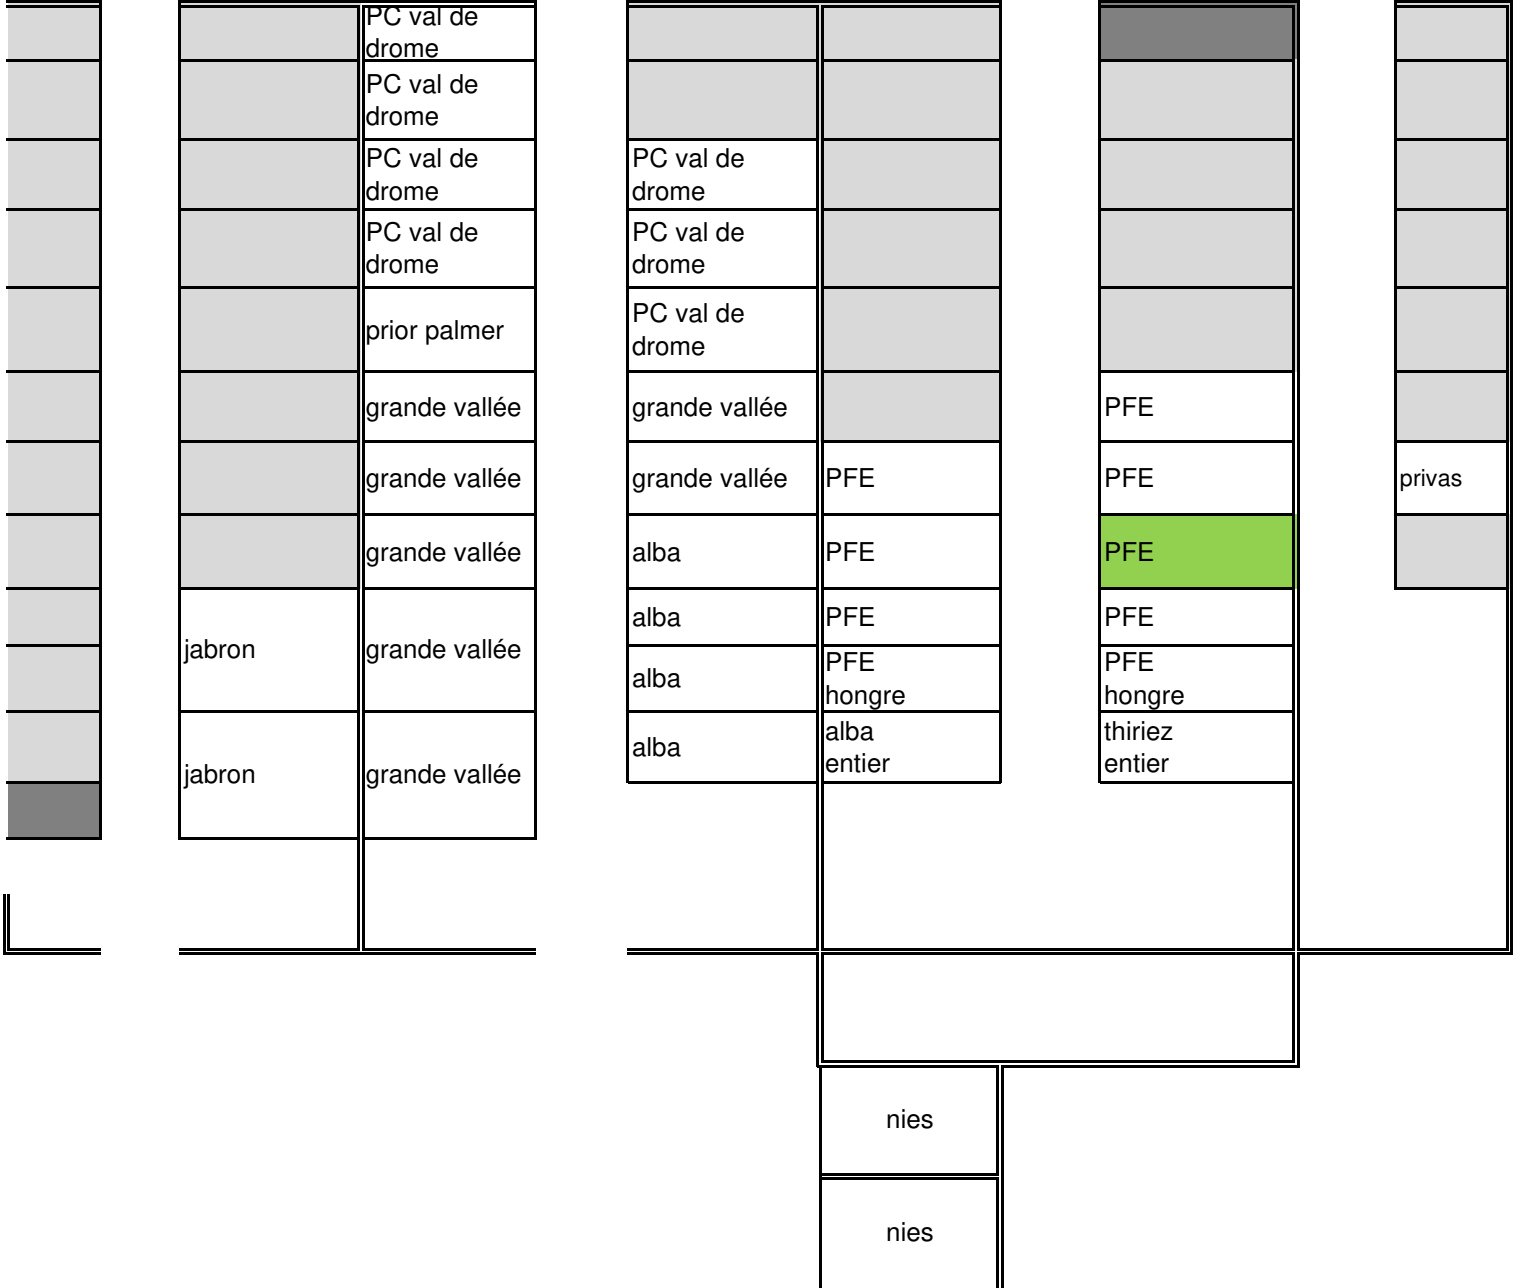 PC val de
drome
PC val de
drome
PC val de
drome
PC val de
drome
PC val de
drome
PC val de
drome
prior palmer
PC val de
drome
grande vallée
grande vallée
PFE
grande vallée
grande vallée
PFE
PFE
privas
grande vallée
alba
PFE
PFE
jabron
grande vallée
alba
PFE
PFE
alba
PFE
hongre
PFE
hongre
jabron
grande vallée
alba
alba
entier
thiriez
entier
nies
nies